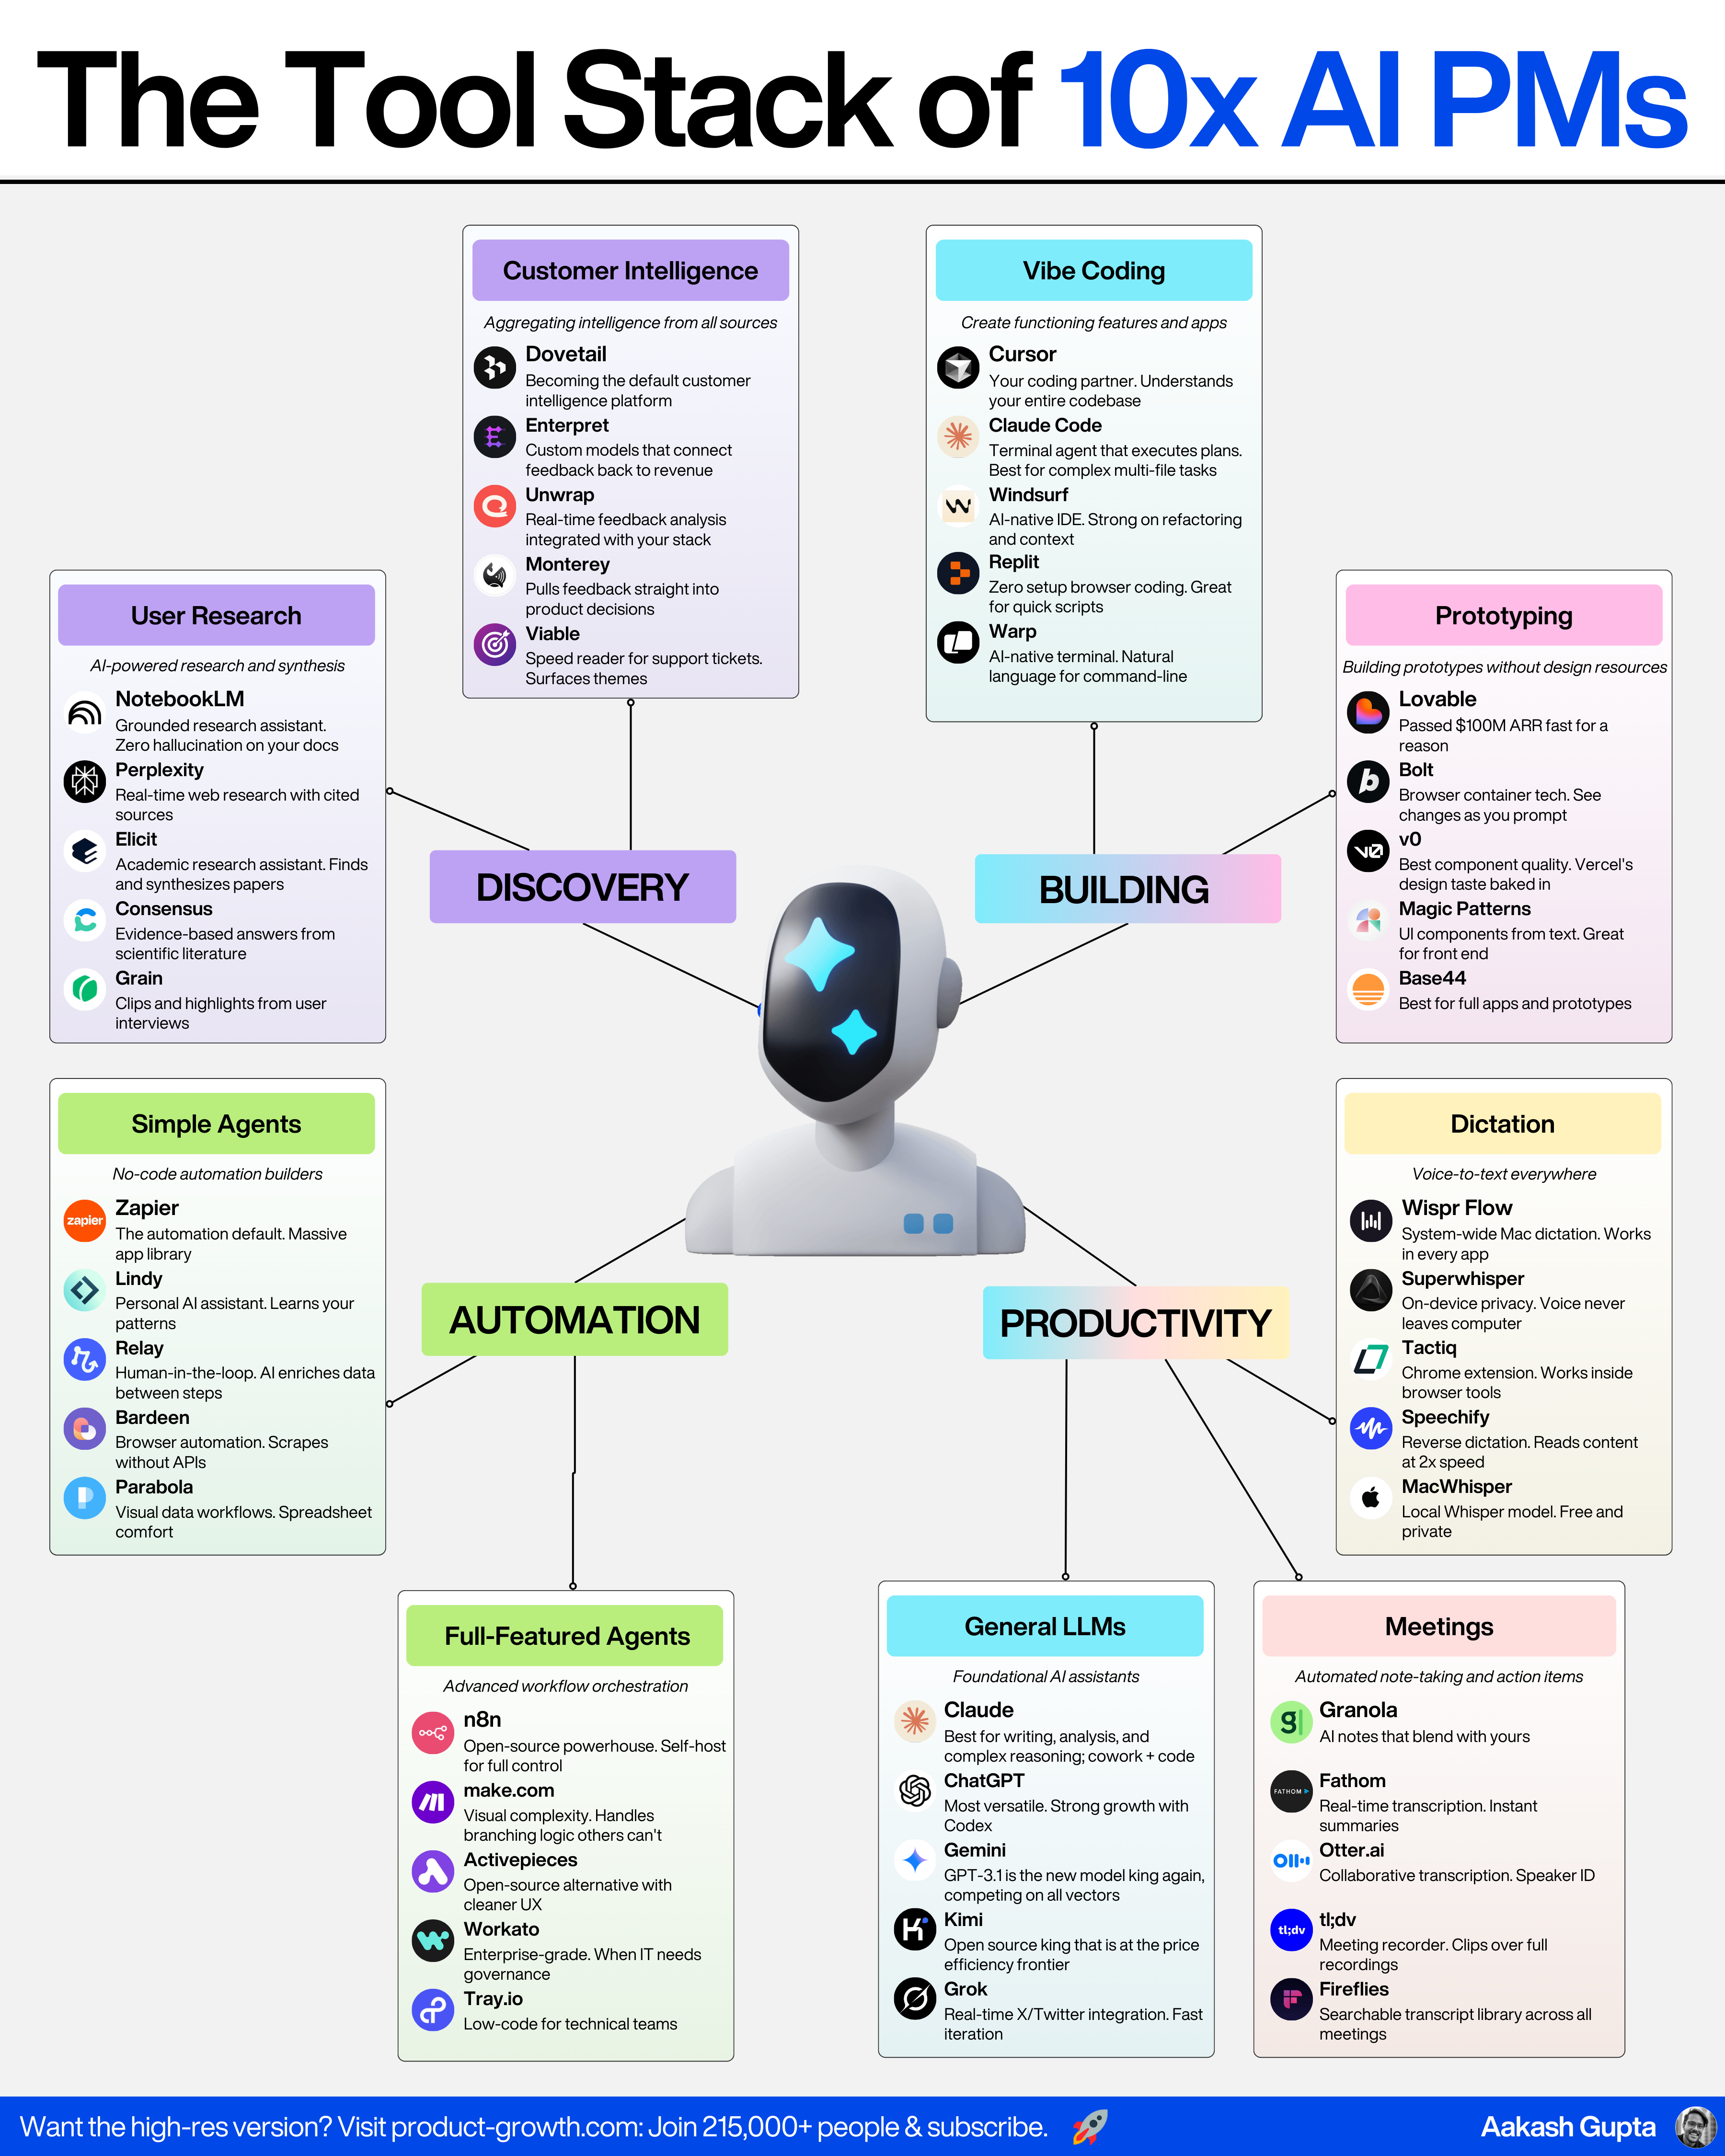 The Tool Stack of 10x AI PMs
Customer Intelligence
Aggregating intelligence from all sources
Dovetail
Becoming the default customer
intelligence platform
Enterpret
Custom models that connect
feedback back to revenue
Unwrap
Real-time feedback analysis
integrated with your stack
Monterey
Pulls feedback straight into
product decisions
Viable
Speed reader for support tickets.
Surfaces themes
Vibe Coding
Create functioning features and apps
Cursor
Your coding partner. Understands
your entire codebase
Claude Code
Terminal agent that executes plans.
Best for complex multi-file tasks
Windsurf
AI-native IDE. Strong on refactoring
and context
Replit
Zero setup browser coding. Great
for quick scripts
Warp
AI-native terminal. Natural
language for command-line
User Research
AI-powered research and synthesis
NotebookLM
Grounded research assistant.
Zero hallucination on your docs
Perplexity
Real-time web research with cited
sources
Elicit
Academic research assistant. Finds
and synthesizes papers
Consensus
Evidence-based answers from
scientific literature
Grain
Clips and highlights from user
interviews
Prototyping
Building prototypes without design resources
Lovable
Passed $100M ARR fast for a
reason
Bolt
Browser container tech. See
changes as you prompt
v0
v0
Best component quality. Vercel's
design taste baked in
Magic Patterns
UI components from text. Great
for front end
Base44
Best for full apps and prototypes
DISCOVERY
BUILDING
Simple Agents
No-code automation builders
zapier
Zapier
The automation default. Massive
app library
Lindy
Personal AI assistant. Learns your
patterns
Relay
Human-in-the-loop. AI enriches data
between steps
Bardeen
Browser automation. Scrapes
without APIs
Parabola
Visual data workflows. Spreadsheet
comfort
Dictation
Voice-to-text everywhere
Wispr Flow
System-wide Mac dictation. Works
in every app
Superwhisper
On-device privacy. Voice never
leaves computer
Tactiq
Chrome extension. Works inside
browser tools
Speechify
Reverse dictation. Reads content
at 2x speed
MacWhisper
Local Whisper model. Free and
private
AUTOMATION
PRODUCTIVITY
Full-Featured Agents
Advanced workflow orchestration
n8n
Open-source powerhouse. Self-host
for full control
make.com
Visual complexity. Handles
branching logic others can't
Activepieces
Open-source alternative with
cleaner UX
Workato
Enterprise-grade. When IT needs
governance
Tray.io
Low-code for technical teams
General LLMs
Foundational AI assistants
Claude
Best for writing, analysis, and
complex reasoning; cowork + code
ChatGPT
Most versatile. Strong growth with
Codex
Gemini
GPT-3.1 is the new model king again,
competing on all vectors
Kimi
Open source king that is at the price
efficiency frontier
Grok
Real-time X/Twitter integration. Fast
iteration
Meetings
Automated note-taking and action items
Granola
AI notes that blend with yours
FATHOM
Fathom
Real-time transcription. Instant
summaries
Otter.ai
Collaborative transcription. Speaker ID
tl;dv
tl;dv
Meeting recorder. Clips over full
recordings
Fireflies
Searchable transcript library across all
meetings
Want the high-res version? Visit product-growth.com: Join 215,000+ people & subscribe.
Aakash Gupta